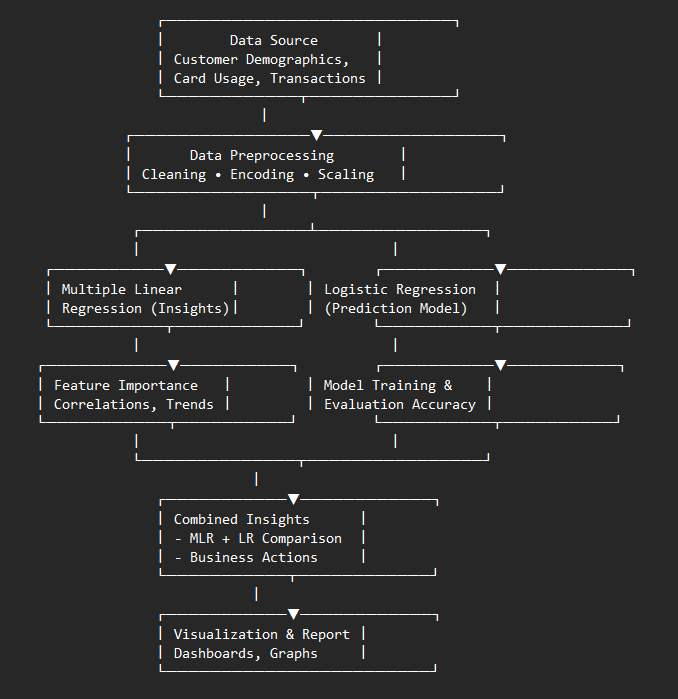 Data Source
Customer Demographics,
Card Usage, Transactions
Data Preprocessing
Cleaning • Encoding • Scaling
Multiple Linear
Regression (Insights)
Logistic Regression
(Prediction Model)
Feature Importance
Correlations, Trends
Model Training &
Evaluation Accuracy
Combined Insights
- MLR + LR Comparison
- Business Actions
Visualization & Report
Dashboards, Graphs